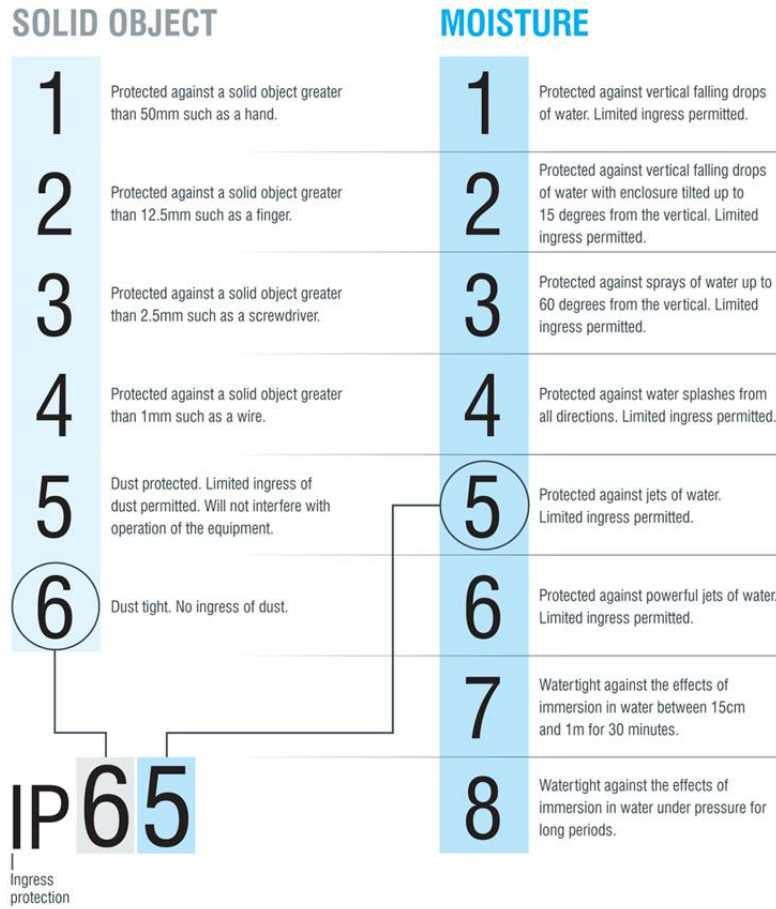 SOLID OBJECT
1
Protected against a solid object greater
than 50mm such as a hand.
2
Protected against a solid object greater
than 12.5mm such as a finger.
3
Protected against a solid object greater
than 2.5mm such as a screwdriver.
4
Protected against a solid object greater
than 1mm such as a wire.
5
Dust protected. Limited ingress of
dust permitted. Will not interfere with
operation of the equipment.
6
Dust tight. No ingress of dust.
MOISTURE
1
Protected against vertical falling drops
of water. Limited ingress permitted.
2
Protected against vertical falling drops
of water with enclosure tilted up to
15 degrees from the vertical. Limited
ingress permitted.
3
Protected against sprays of water up to
60 degrees from the vertical. Limited
ingress permitted.
4
Protected against water splashes from
all directions. Limited ingress permitted.
5
Protected against jets of water.
Limited ingress permitted.
6
Protected against powerful jets of water.
Limited ingress permitted.
7
Watertight against the effects of
immersion in water between 15cm
and 1m for 30 minutes.
8
Watertight against the effects of
immersion in water under pressure for
long periods.
IP65
Ingress
protection